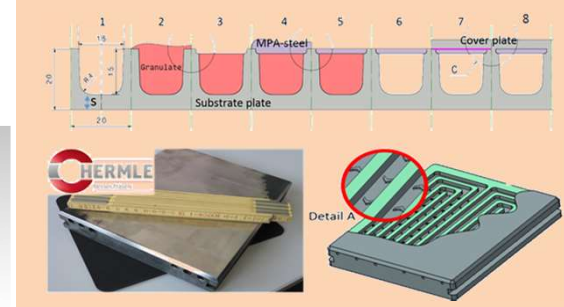 1 2 3 4 5 6 7 8
16
MPA-steel
Cover plate
Granulate
20
15
R4
C
S
Substrate plate
20
HERMLE
Detail A